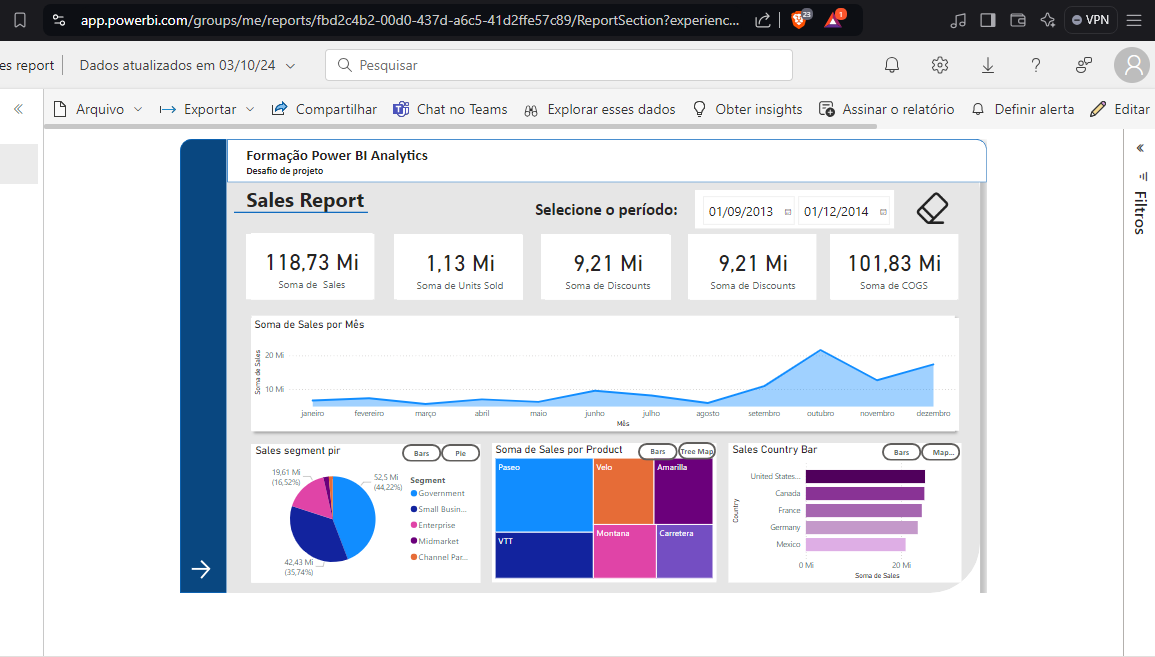 app.powerbi.com/groups/me/reports/fbd2c4b2-00d0-437d-a6c5-41d2ffe57c89/ReportSection?experienc...
23
1
VPN
es report
Dados atualizados em 03/10/24
Pesquisar
Arquivo
Exportar
Compartilhar
Chat no Teams
Explorar esses dados
Obter insights
Assinar o relatório
Definir alerta
Editar
Filtros
Formação Power BI Analytics
Desafio de projeto
Sales Report
Selecione o período:
01/09/2013
01/12/2014
118,73 Mi
Soma de Sales
1,13 Mi
Soma de Units Sold
9,21 Mi
Soma de Discounts
9,21 Mi
Soma de Discounts
101,83 Mi
Soma de COGS
Soma de Sales por Mês
Soma de Sales
20 Mi
10 Mi
janeiro
fevereiro
março
abril
maio
junho
julho
agosto
setembro
outubro
novembro
dezembro
Mês
Sales segment pir
Bars
Pie
19,61 Mi
(16,52%)
52,5 Mi
(44,22%)
42,43 Mi
(35,74%)
Segment
Government
Small Busin...
Enterprise
Midmarket
Channel Par...
Soma de Sales por Product
Bars
Tree Map
Paseo
Velo
Amarilla
VTT
Montana
Carretera
Sales Country Bar
Bars
Map...
Country
United States...
Canada
France
Germany
Mexico
0 Mi
20 Mi
Soma de Sales